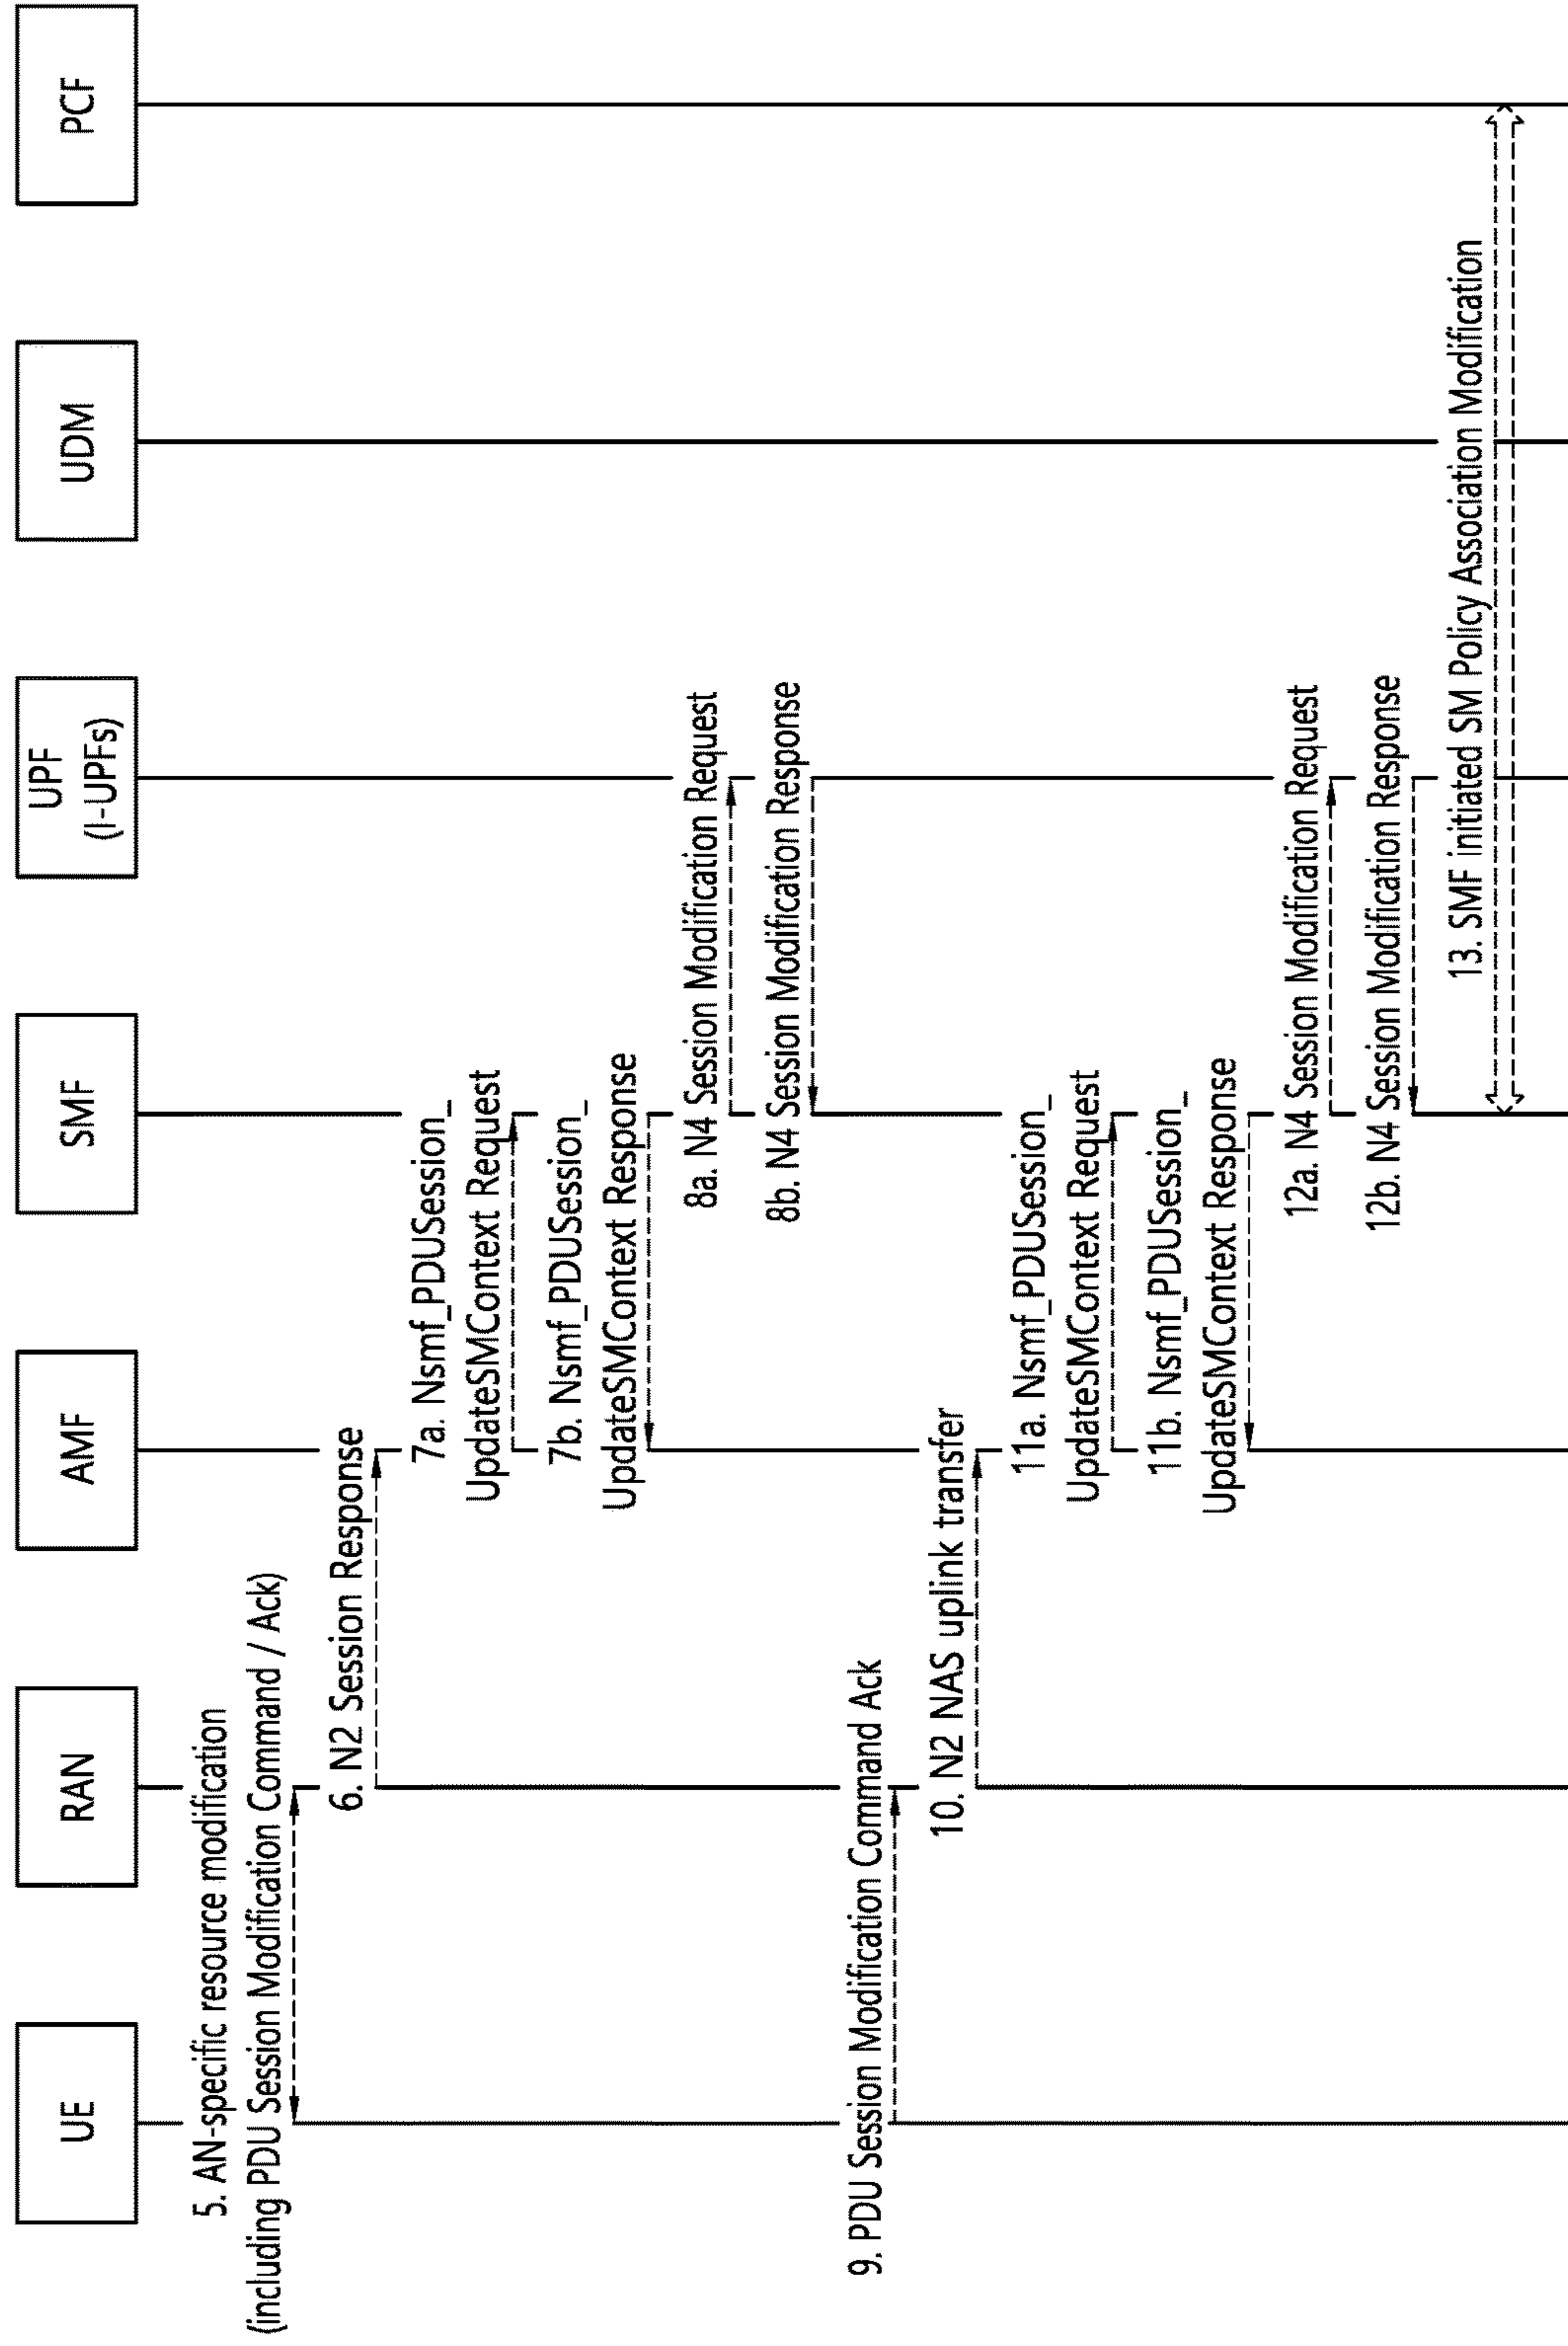 UE
RAN
AMF
SMF
UPF
(I-UPFs)
UDM
PCF
5. AN-specific resource modification
(including PDU Session Modification Command / Ack)
6. N2 Session Response
7a. Nsmf_PDUSession_
UpdateSMContext Request
7b. Nsmf_PDUSession_
UpdateSMContext Response
8a. N4 Session Modification Request
8b. N4 Session Modification Response
9. PDU Session Modification Command Ack
10. N2 NAS uplink transfer
11a. Nsmf_PDUSession_
UpdateSMContext Request
11b. Nsmf_PDUSession_
UpdateSMContext Response
12a. N4 Session Modification Request
12b. N4 Session Modification Response
13. SMF initiated SM Policy Association Modification